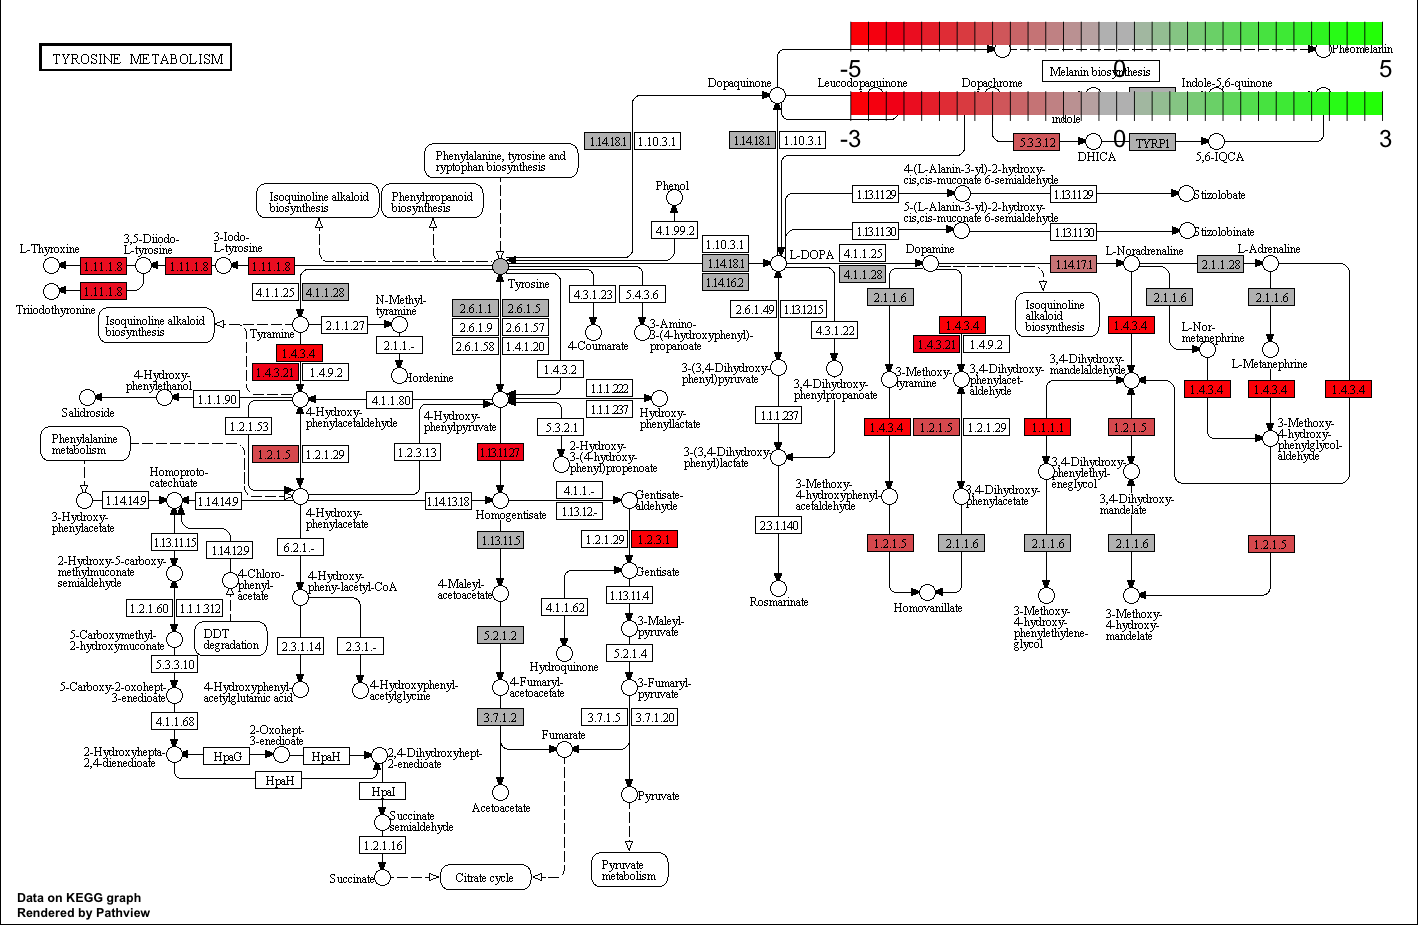 TYROSINE METABOLISM
-5
0
5
-3
0
3
Pheomelanin
Melanin biosynthesis
Dopaquinone
Leucodopaquinone
Dopachrome
Indole-5,6-quinone
indole
1.14.18.1
1.10.3.1
1.14.18.1
1.10.3.1
5.3.3.12
DHICA
TYRP1
5,6-IQCA
Phenylalanine, tyrosine and
ryptophan biosynthesis
Isoquinoline alkaloid
biosynthesis
Phenylpropanoid
biosynthesis
Phenol
4.1.99.2
4-(L-Alanin-3-yl)-2-hydroxy-
cis,cis-muconate 6-semialdehyde
1.13.11.29
1.13.11.29
Stizolobate
5-(L-Alanin-3-yl)-2-hydroxy-
cis,cis-muconate 6-semialdehyde
1.13.11.30
1.13.11.30
Stizolobinate
L-Thyroxine
3,5-Diiodo-
L-tyrosine
3-Iodo-
L-tyrosine
1.11.1.8
1.11.1.8
1.11.1.8
1.11.1.8
Triiodothyronine
Tyrosine
1.10.3.1
1.14.18.1
1.14.16.2
L-DOPA
4.1.1.25
4.1.1.28
Dopamine
1.14.17.1
L-Noradrenaline
2.1.1.28
L-Adrenaline
4.1.1.25
4.1.1.28
Isoquinoline alkaloid
biosynthesis
Tyramine
2.1.1.27
N-Methyl-
tyramine
2.1.1.-
Hordenine
2.6.1.1
2.6.1.5
2.6.1.9
2.6.1.57
2.6.1.58
1.4.1.20
4.3.1.23
5.4.3.6
4-Coumarate
3-Amino-
3-(4-hydroxyphenyl)-
propanoate
1.4.3.2
2.6.1.49
1.13.12.15
4.3.1.22
2.1.1.6
Isoquinoline
alkaloid
biosynthesis
2.1.1.6
2.1.1.6
1.4.3.4
1.4.3.21
1.4.9.2
1.4.3.4
1.4.3.21
1.4.9.2
1.4.3.4
L-Nor-
metanephrine
L-Metanephrine
4-Hydroxy-
phenylethanol
Salidroside
1.1.1.90
4-Hydroxy-
phenylacetaldehyde
4.1.1.80
4-Hydroxy-
phenylpyruvate
1.1.1.222
1.1.1.237
Hydroxy-
phenyllactate
3-(3,4-Dihydroxy-
phenyl)pyruvate
3,4-Dihydroxy-
phenylpropanoate
3-Methoxy-
tyramine
3,4-Dihydroxy-
phenylacet-
aldehyde
3,4-Dihydroxy-
mandelaldehyde
1.4.3.4
1.4.3.4
1.4.3.4
Phenylalanine
metabolism
1.2.1.53
1.2.1.5
1.2.1.29
1.2.3.13
1.13.11.27
5.3.2.1
2-Hydroxy-
3-(4-hydroxy-
phenyl)propenoate
1.1.1.237
3-(3,4-Dihydroxy-
phenyl)lactate
1.4.3.4
1.2.1.5
1.2.1.29
1.1.1.1
1.2.1.5
3-Methoxy-
4-hydroxy-
phenylglycol-
aldehyde
Homoproto-
catechuate
1.14.14.9
1.14.14.9
3-Hydroxy-
phenylacetate
4-Hydroxy-
phenylacetate
1.14.13.18
Homogentisate
4.1.1.-
1.13.12.-
Gentisate-
aldehyde
3-Methoxy-
4-hydroxyphenyl-
acetaldehyde
3,4-Dihydroxy-
phenylacetate
3,4-Dihydroxy-
phenylethyl-
eneglycol
3,4-Dihydroxy-
mandelate
1.13.11.15
1.14.12.9
6.2.1.-
1.13.11.5
1.2.1.29
1.2.3.1
2.3.1.140
1.2.1.5
2.1.1.6
2.1.1.6
2.1.1.6
1.2.1.5
2-Hydroxy-5-carboxy-
methylmuconate
semialdehyde
4-Chloro-
phenyl-
acetate
4-Hydroxy-
pheny-lacetyl-CoA
4-Maleyl-
acetoacetate
Gentisate
1.13.11.4
4.1.1.62
Rosmarinate
Homovanillate
3-Methoxy-
4-hydroxy-
phenylethylene-
glycol
3-Methoxy-
4-hydroxy-
mandelate
1.2.1.60
1.1.1.312
DDT
degradation
2.3.1.14
2.3.1.-
5.2.1.2
3-Maleyl-
pyruvate
Hydroquinone
5.2.1.4
5-Carboxymethyl-
2-hydroxymuconate
5.3.3.10
5-Carboxy-2-oxohept-
3-enedioate
4-Hydroxyphenyl-
acetylglutamic acid
4-Hydroxyphenyl-
acetylglycine
4-Fumaryl-
acetoacetate
3-Fumaryl-
pyruvate
4.1.1.68
3.7.1.2
3.7.1.5
3.7.1.20
2-Hydroxyhepta-
2,4-dienedioate
HpaG
2-Oxohept-
3-enedioate
HpaH
2,4-Dihydroxyhept-
2-enedioate
HpaH
HpaI
Fumarate
Acetoacetate
Pyruvate
Succinate
semialdehyde
1.2.1.16
Succinate
Citrate cycle
Pyruvate
metabolism
Data on KEGG graph
Rendered by Pathview